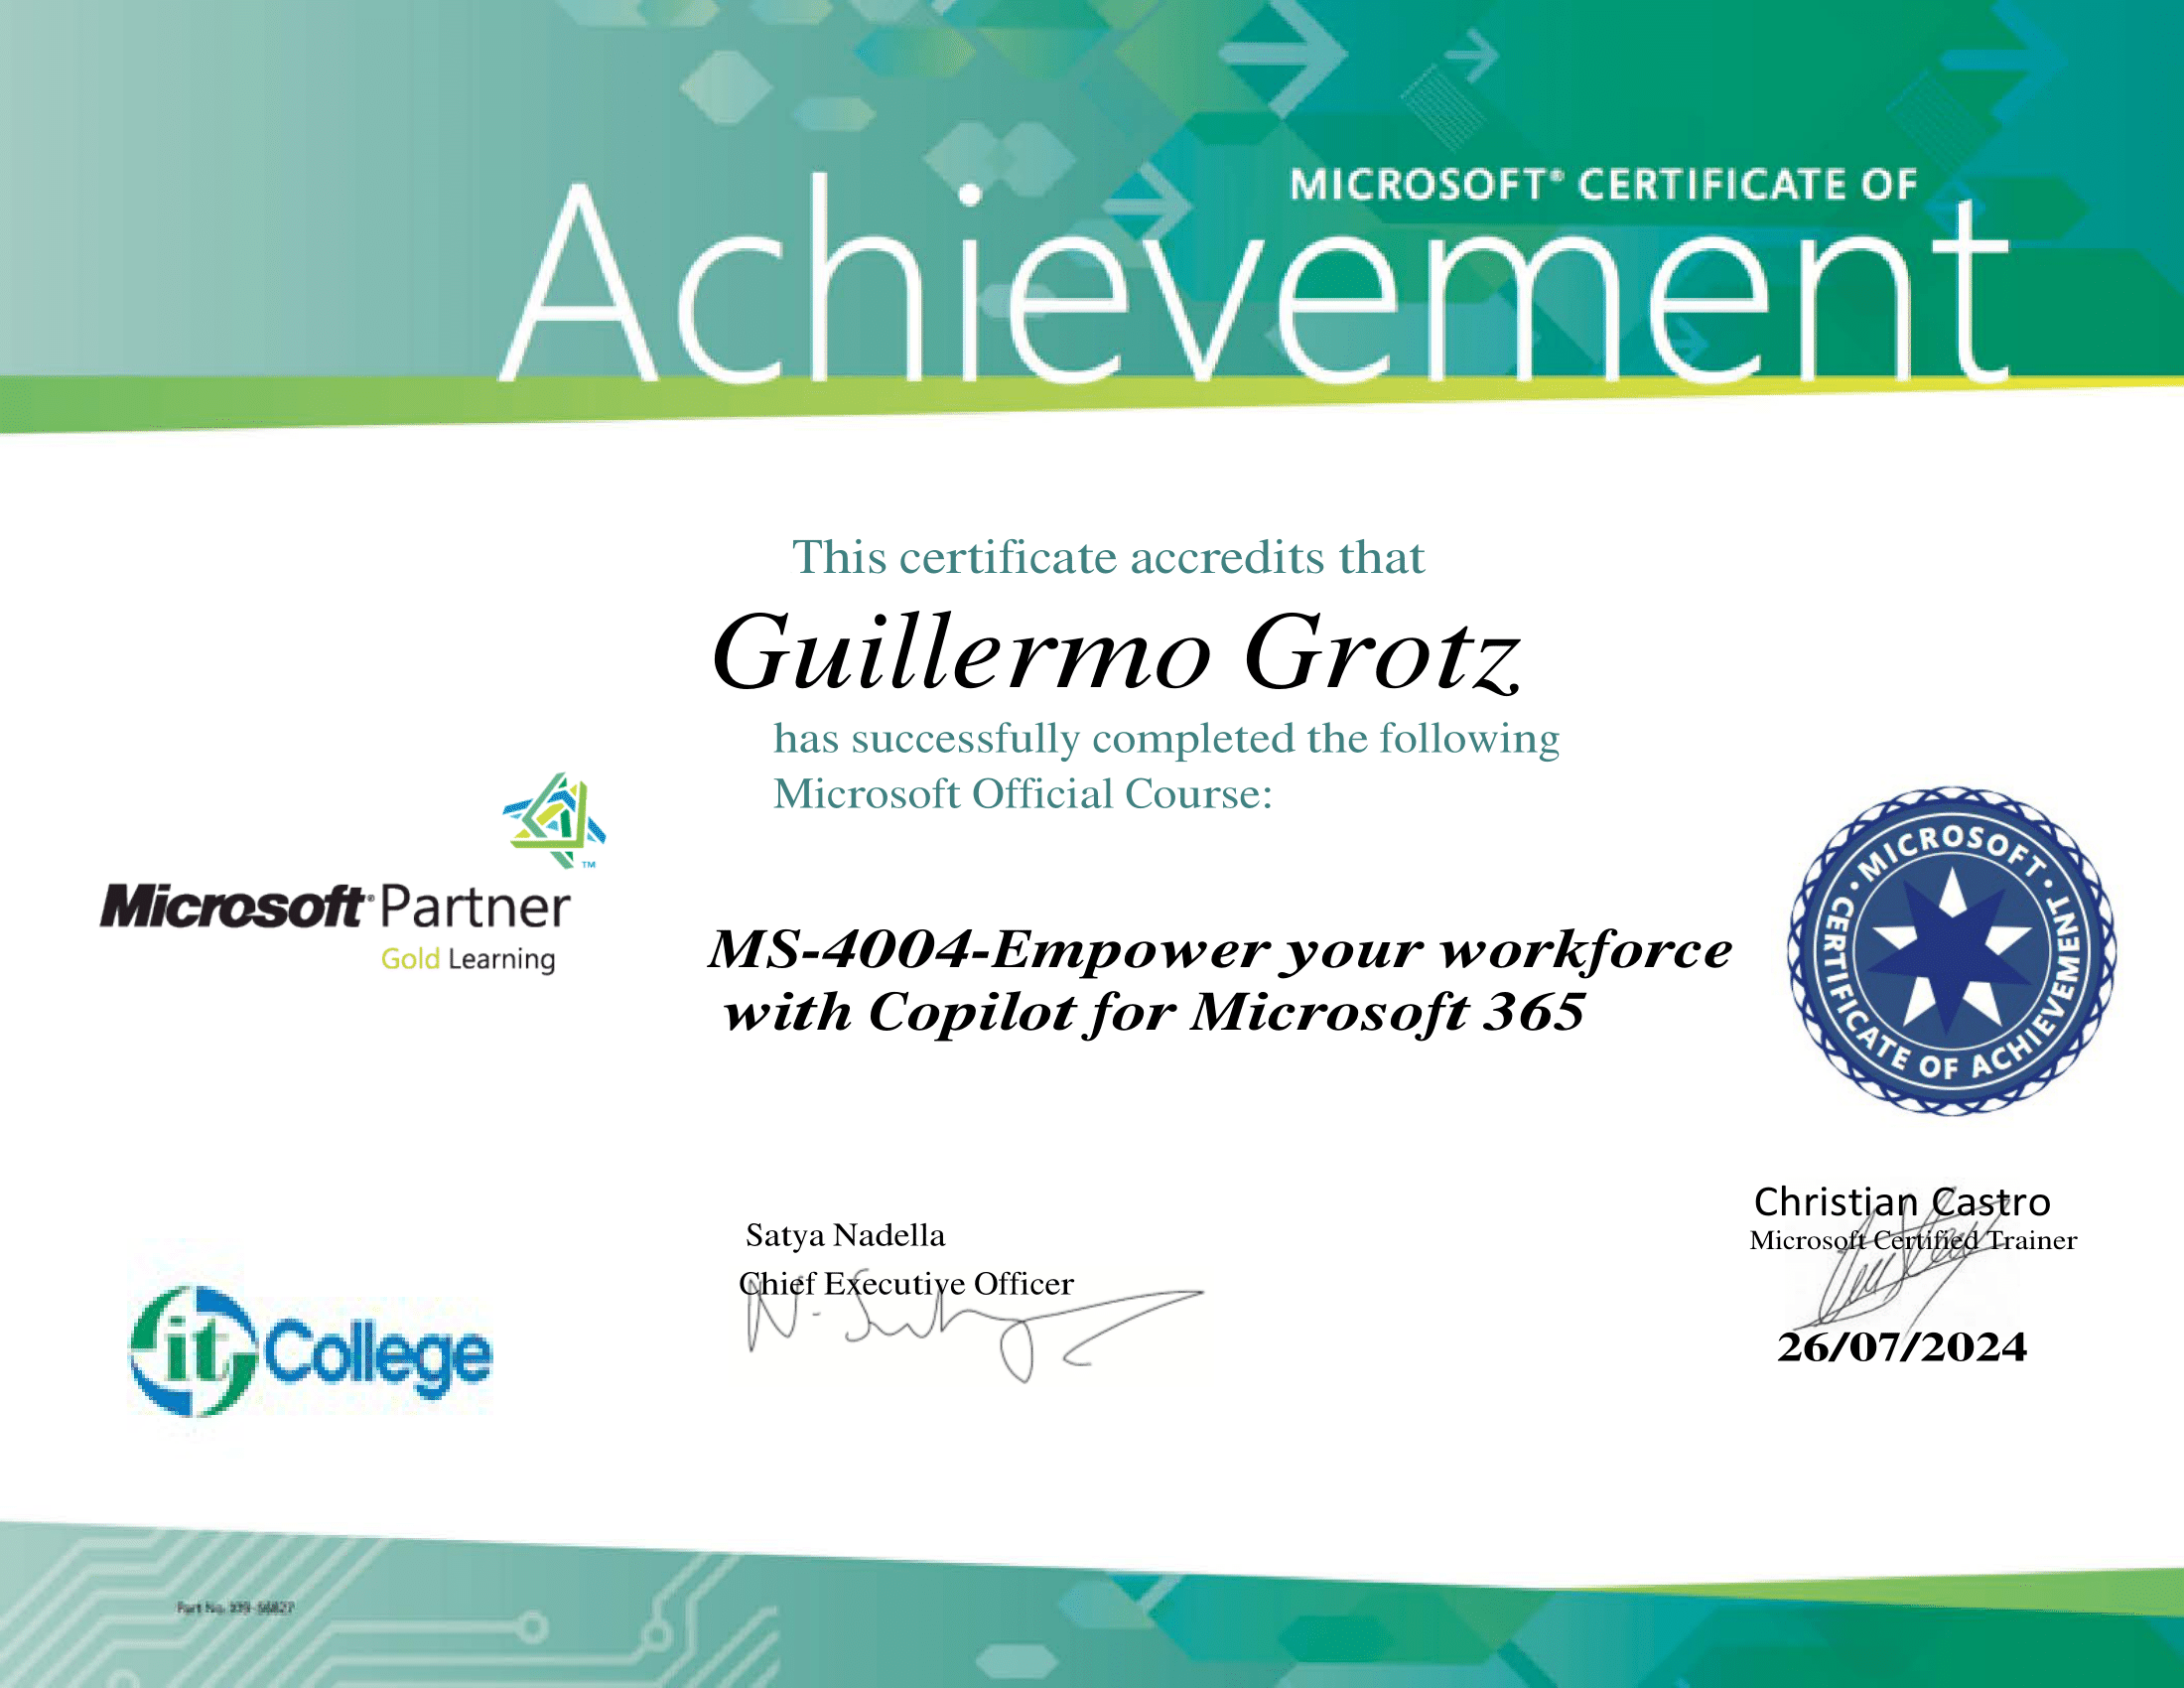 MICROSOFT® CERTIFICATE OF
Achievement
This certificate accredits that
Guillermo Grotz
has successfully completed the following
Microsoft Official Course:
Microsoft® Partner
Gold Learning
TM
MS-4004-Empower your workforce
with Copilot for Microsoft 365
MICROSOFT • CERTIFICATE OF ACHIEVEMENT •
Satya Nadella
Chief Executive Officer
Christian Castro
Microsoft Certified Trainer
26/07/2024
it College
Part No.